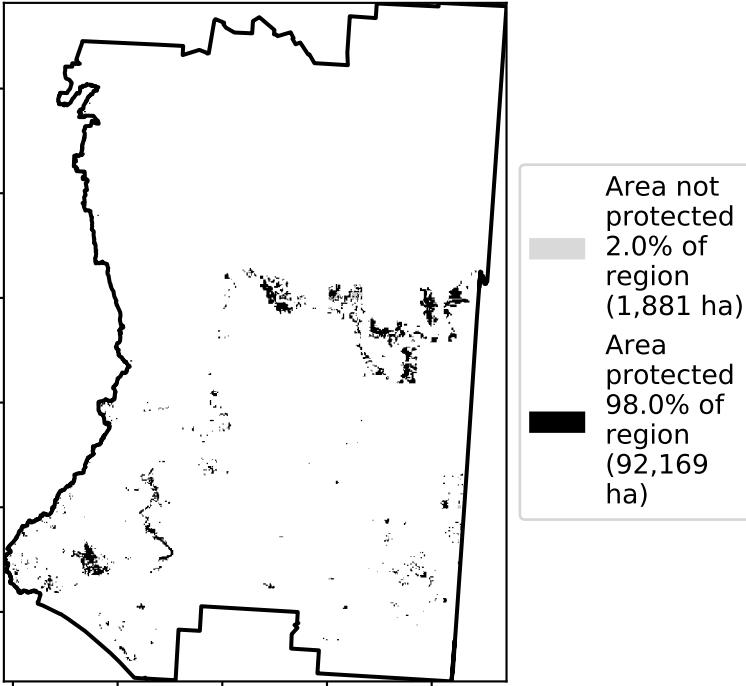 Area not
protected
2.0% of
region
(1,881 ha)
Area
protected
98.0% of
region
(92,169
ha)